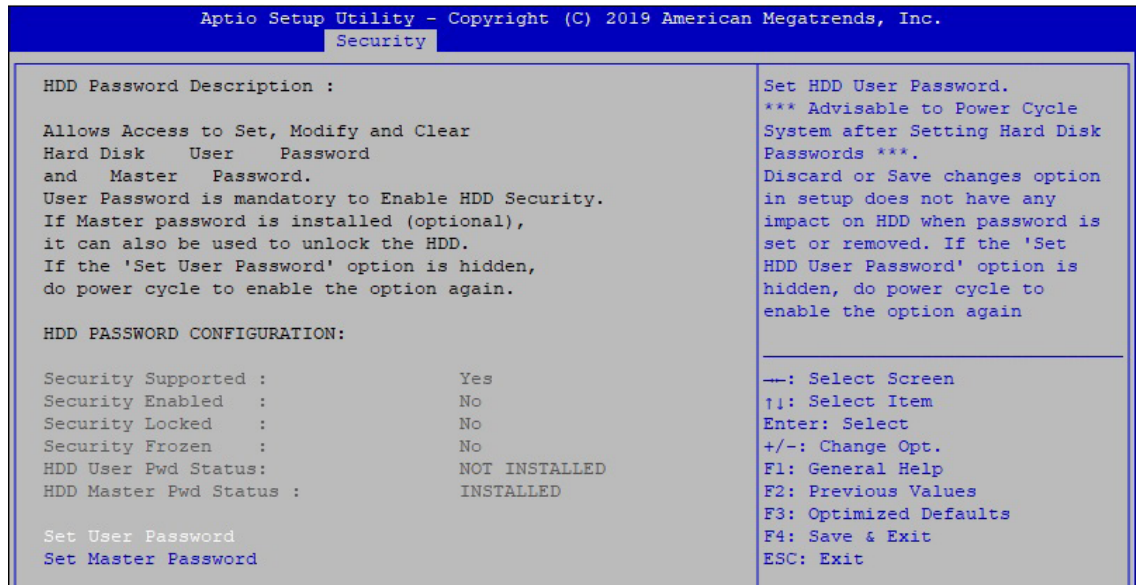 Aptio Setup Utility – Copyright (C) 2019 American Megatrends, Inc.
Security
HDD Password Description :
Allows Access to Set, Modify and Clear
Hard Disk User Password
and Master Password.
User Password is mandatory to Enable HDD Security.
If Master password is installed (optional),
it can also be used to unlock the HDD.
If the 'Set User Password' option is hidden,
do power cycle to enable the option again.
HDD PASSWORD CONFIGURATION:
Security Supported : Yes
Security Enabled : No
Security Locked : No
Security Frozen : No
HDD User Pwd Status: NOT INSTALLED
HDD Master Pwd Status : INSTALLED
Set User Password
Set Master Password
Set HDD User Password.
*** Advisable to Power Cycle
System after Setting Hard Disk
Passwords ***.
Discard or Save changes option
in setup does not have any
impact on HDD when password is
set or removed. If the 'Set
HDD User Password' option is
hidden, do power cycle to
enable the option again
→←: Select Screen
↑↓: Select Item
Enter: Select
+/-: Change Opt.
F1: General Help
F2: Previous Values
F3: Optimized Defaults
F4: Save & Exit
ESC: Exit